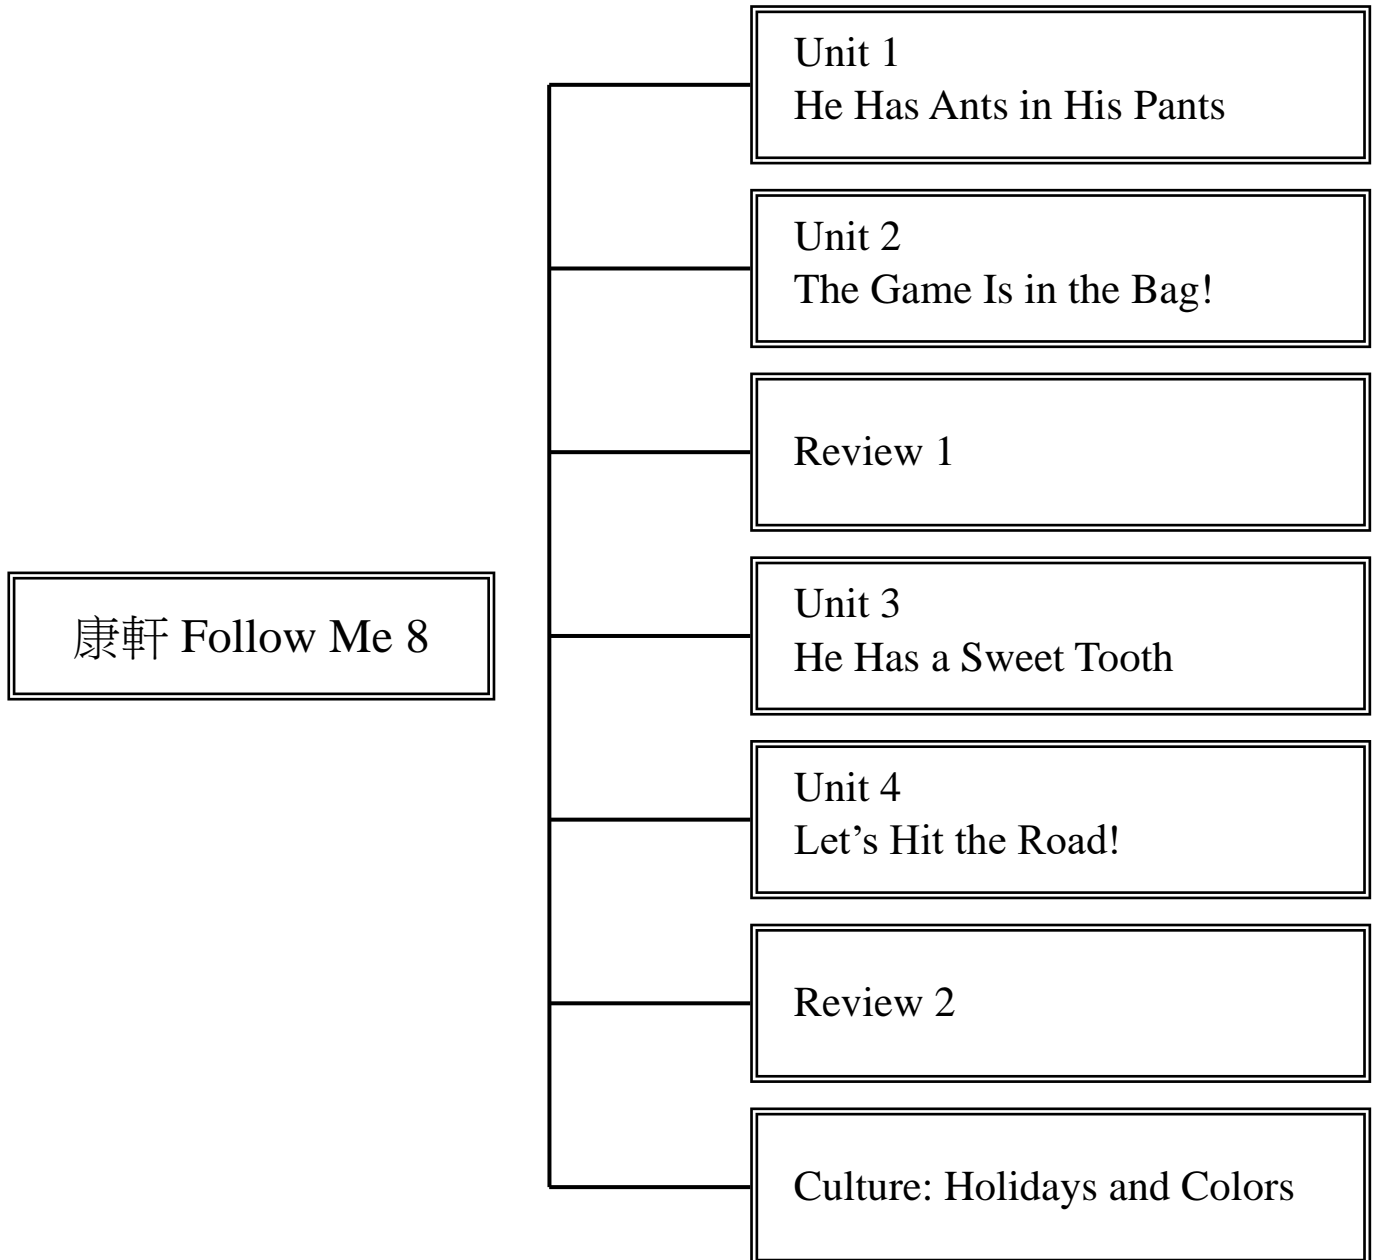 Unit 1
He Has Ants in His Pants
Unit 2
The Game Is in the Bag!
Review 1
康軒 Follow Me 8
Unit 3
He Has a Sweet Tooth
Unit 4
Let’s Hit the Road!
Review 2
Culture: Holidays and Colors